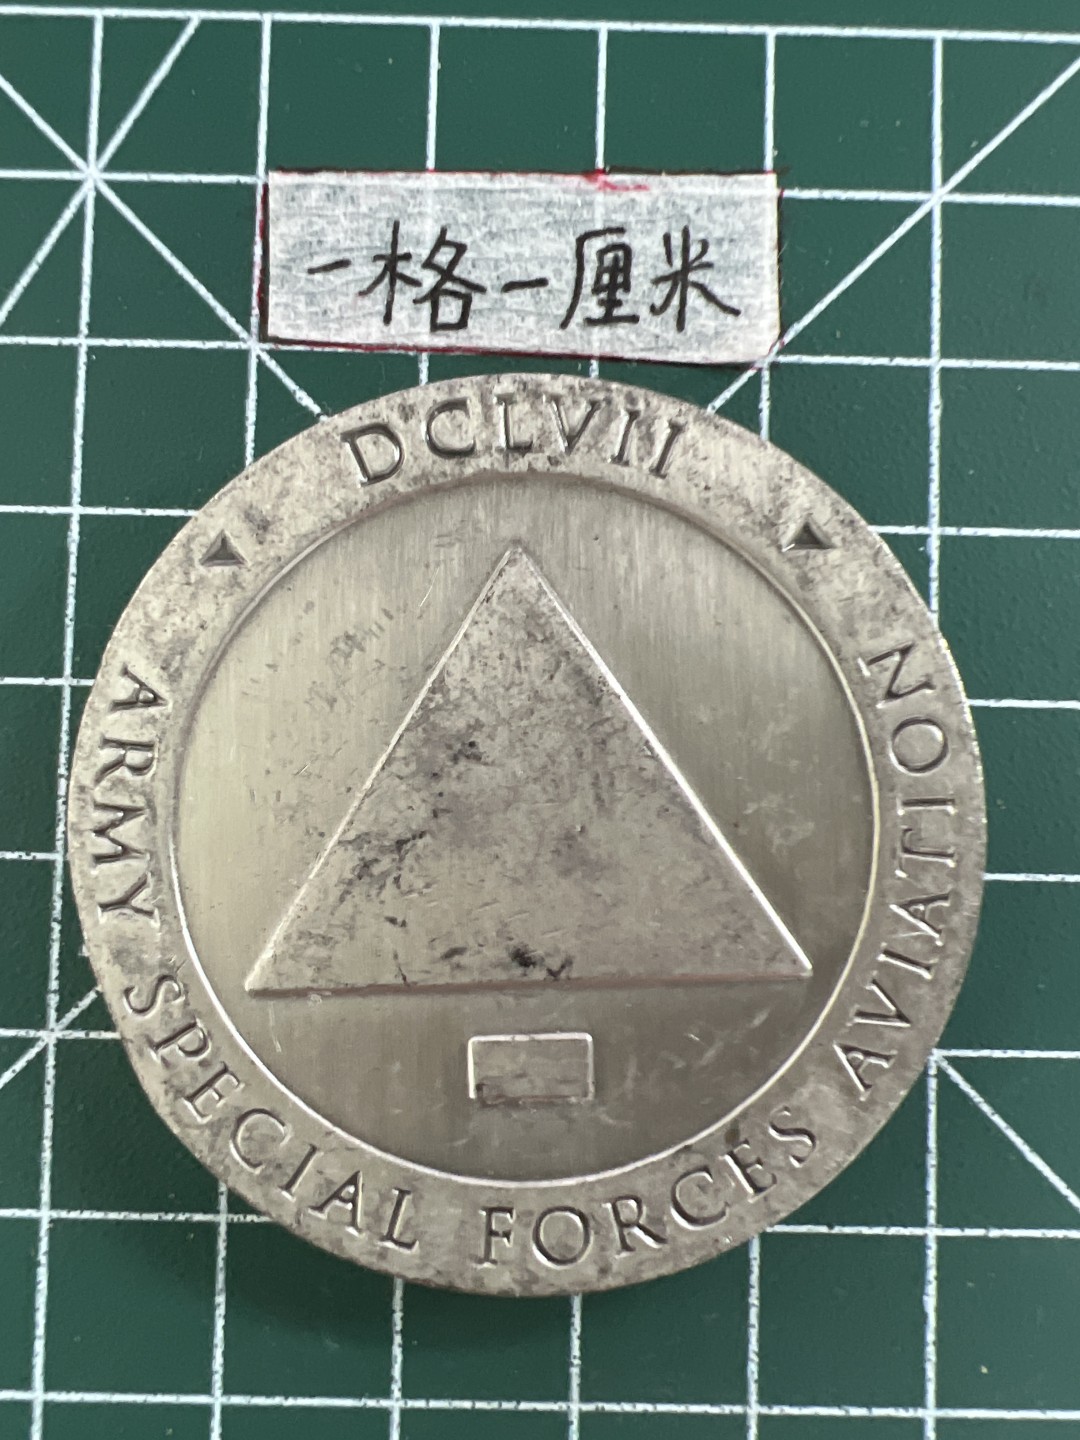 一格一厘米
DCLVII
ARMY SPECIAL FORCES AVIATION